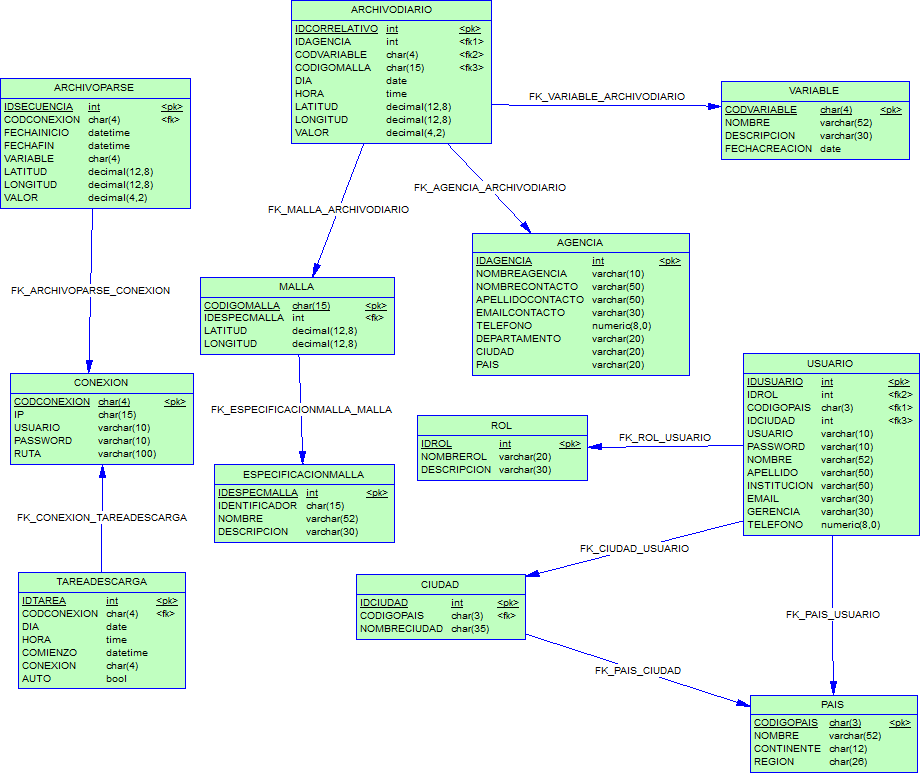 ARCHIVODIARIO
IDCORRELATIVO int <pk>
IDAGENCIA int <fk1>
CODVARIABLE char(4) <fk2>
CODIGOMALLA char(15) <fk3>
DIA date
HORA time
LATITUD decimal(12,8)
LONGITUD decimal(12,8)
VALOR decimal(4,2)
ARCHIVOPARSE
IDSECUENCIA int <pk>
CODCONEXION char(4) <fk>
FECHAINICIO datetime
FECHAFIN datetime
VARIABLE char(4)
LATITUD decimal(12,8)
LONGITUD decimal(12,8)
VALOR decimal(4,2)
FK_VARIABLE_ARCHIVODIARIO
VARIABLE
CODVARIABLE char(4) <pk>
NOMBRE varchar(52)
DESCRIPCION varchar(30)
FECHACREACION date
FK_AGENCIA_ARCHIVODIARIO
FK_MALLA_ARCHIVODIARIO
AGENCIA
IDAGENCIA int <pk>
NOMBREAGENCIA varchar(10)
NOMBRECONTACTO varchar(50)
APELLIDOCONTACTO varchar(50)
EMAILCONTACTO varchar(30)
TELEFONO numeric(8,0)
DEPARTAMENTO varchar(20)
CIUDAD varchar(20)
PAIS varchar(20)
FK_ARCHIVOPARSE_CONEXION
MALLA
CODIGOMALLA char(15) <pk>
IDESPECMALLA int <fk>
LATITUD decimal(12,8)
LONGITUD decimal(12,8)
CONEXION
CODCONEXION char(4) <pk>
IP char(15)
USUARIO varchar(10)
PASSWORD varchar(10)
RUTA varchar(100)
FK_ESPECIFICACIONMALLA_MALLA
ROL
IDROL int <pk>
NOMBREROL varchar(20)
DESCRIPCION varchar(30)
FK_ROL_USUARIO
USUARIO
IDUSUARIO int <pk>
IDROL int <fk2>
CODIGOPAIS char(3) <fk1>
IDCIUDAD int <fk3>
USUARIO varchar(10)
PASSWORD varchar(10)
NOMBRE varchar(52)
APELLIDO varchar(50)
INSTITUCION varchar(50)
EMAIL varchar(30)
GERENCIA varchar(30)
TELEFONO numeric(8,0)
ESPECIFICACIONMALLA
IDESPECMALLA int <pk>
IDENTIFICADOR char(15)
NOMBRE varchar(52)
DESCRIPCION varchar(30)
FK_CONEXION_TAREADESCARGA
FK_CIUDAD_USUARIO
TAREADESCARGA
IDTAREA int <pk>
CODCONEXION char(4) <fk>
DIA date
HORA time
COMIENZO datetime
CONEXION char(4)
AUTO bool
CIUDAD
IDCIUDAD int <pk>
CODIGOPAIS char(3) <fk>
NOMBRECIUDAD char(35)
FK_PAIS_USUARIO
FK_PAIS_CIUDAD
PAIS
CODIGOPAIS char(3) <pk>
NOMBRE varchar(52)
CONTINENTE char(12)
REGION char(26)